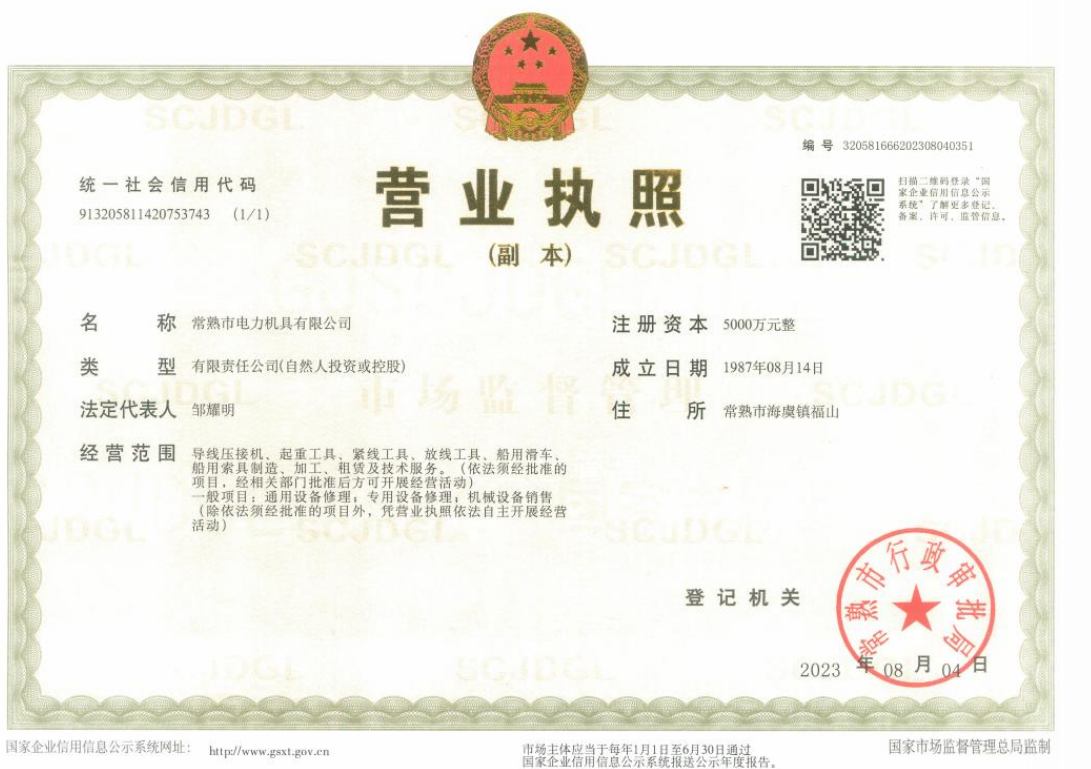 编号 320581666202308040351
统一社会信用代码
913205811420753743 (1/1)
营业执照
(副 本)
扫描二维码登录“国
家企业信用信息公示
系统”了解更多登记、
备案、许可、监管信息。
名称 常熟市电力机具有限公司
类型 有限责任公司(自然人投资或控股)
法定代表人 邹耀明
经营范围 导线压接机、起重工具、紧线工具、放线工具、船用滑车、
船用索具制造、加工、租赁及技术服务。(依法须经批准的
项目,经相关部门批准后方可开展经营活动)
一般项目:通用设备修理;专用设备修理;机械设备销售
(除依法须经批准的项目外,凭营业执照依法自主开展经营
活动)
注册资本 5000万元整
成立日期 1987年08月14日
住所 常熟市海虞镇福山
市场监督管理
SCJDGL
登记机关
常熟市行政审批局
2023 年 08 月 04 日
国家企业信用信息公示系统网址: http://www.gsxt.gov.cn
市场主体应当于每年1月1日至6月30日通过
国家企业信用信息公示系统报送公示年度报告。
国家市场监督管理总局监制